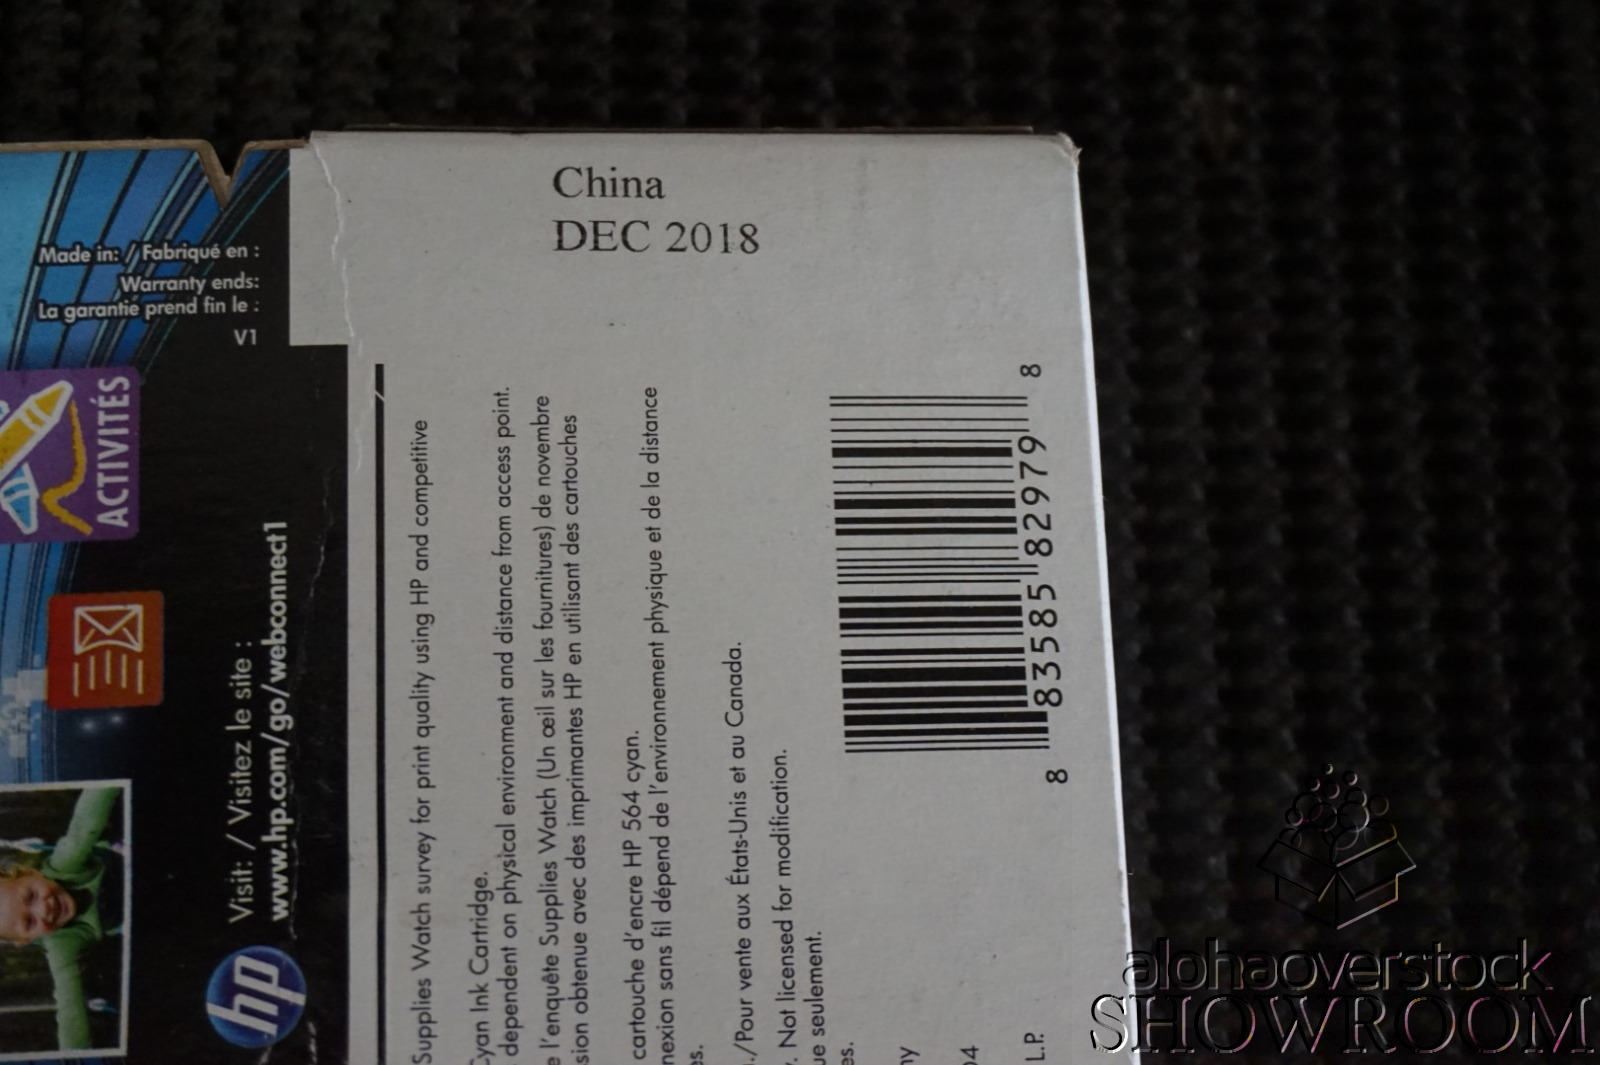 China
DEC 2018
Made in: / Fabriqué en :
Warranty ends:
La garantie prend fin le :
V1
ACTIVITÉS
Visit: / Visitez le site :
www.hp.com/go/webconnect1
hp
Supplies Watch survey for print quality using HP and competitive
Cyan Ink Cartridge.
dependent on physical environment and distance from access point.
e l'enquête Supplies Watch (Un œil sur les fournitures) de novembre
sion obtenue avec des imprimantes HP en utilisant des cartouches
cartouche d'encre HP 564 cyan.
nexion sans fil dépend de l'environnement physique et de la distance
es.
./Pour vente aux États-Unis et au Canada.
. Not licensed for modification.
ue seulement.
es.
ny
04
L.P.
8 83585 82979 8
alohaoverstock
SHOWROOM